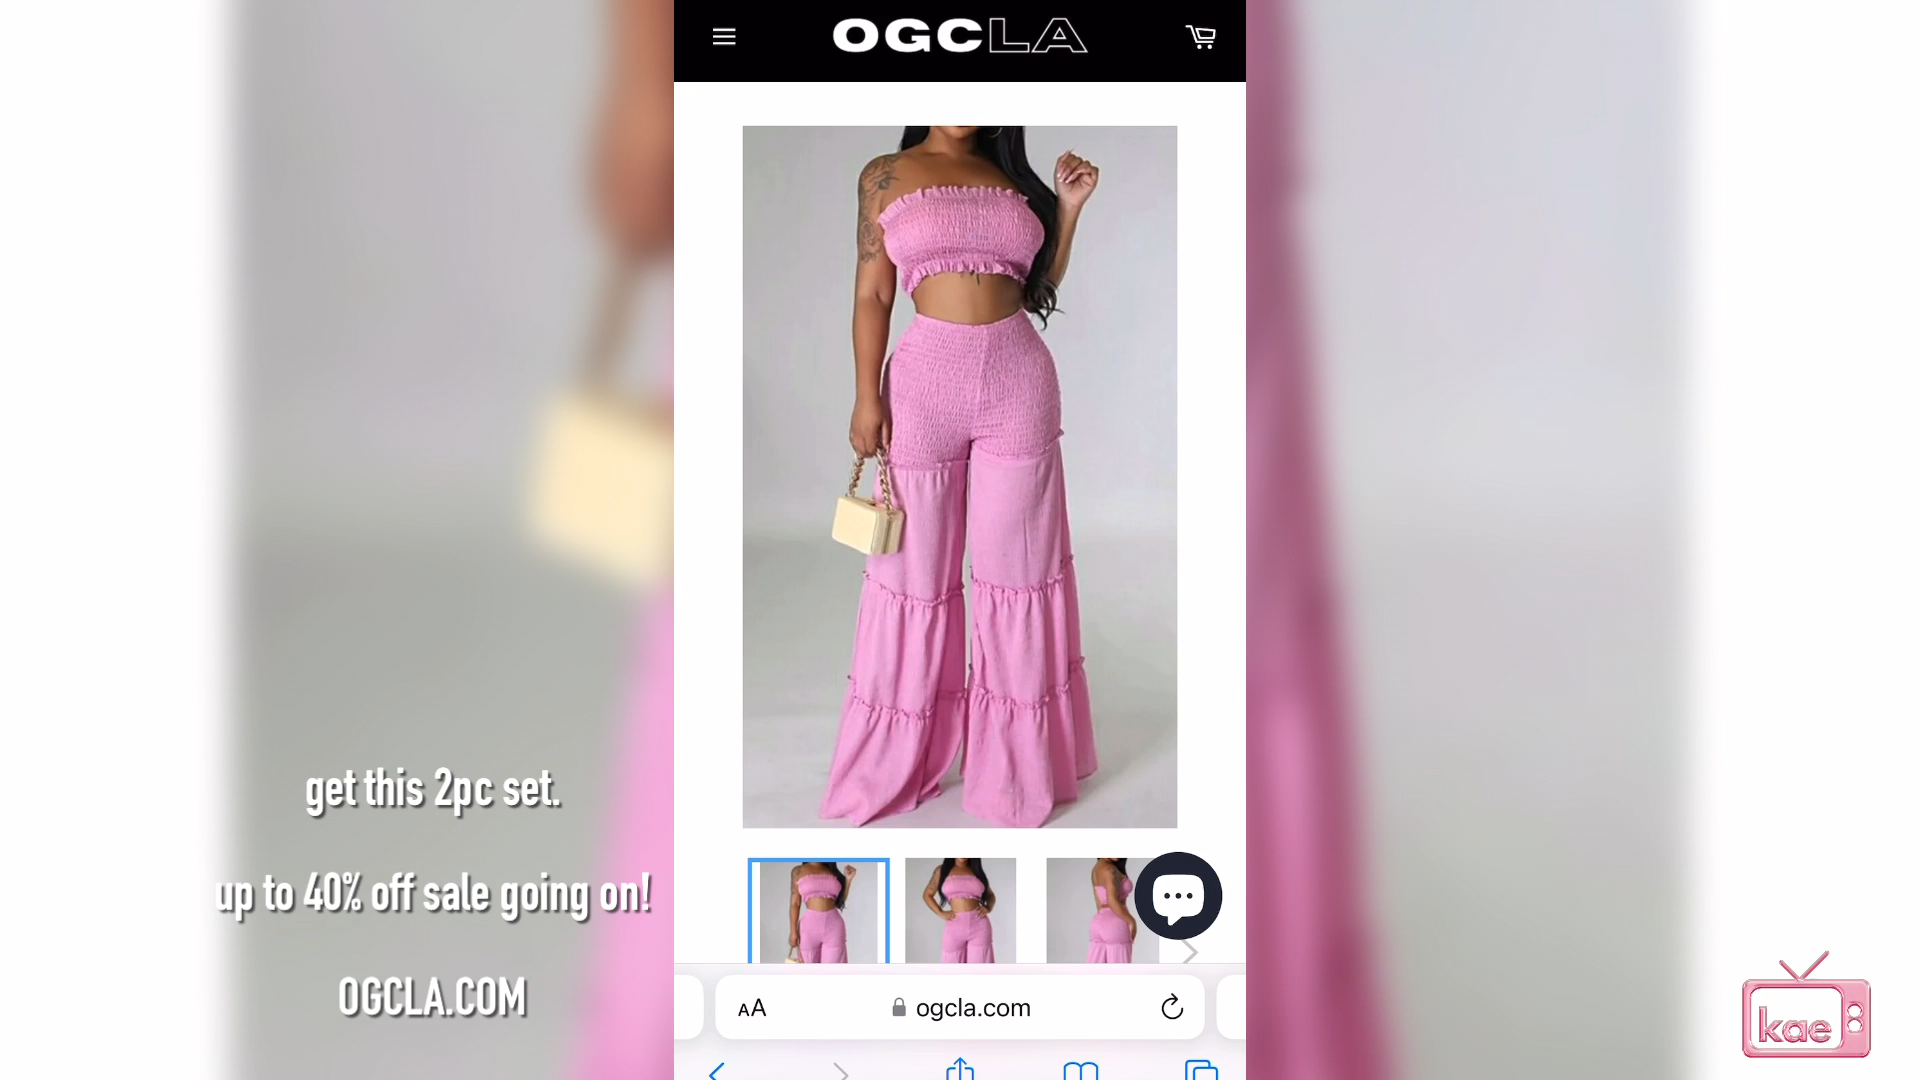 OGCLA
get this 2pc set.
up to 40% off sale going on!
OGCLA.COM
AA
ogcla.com
kae